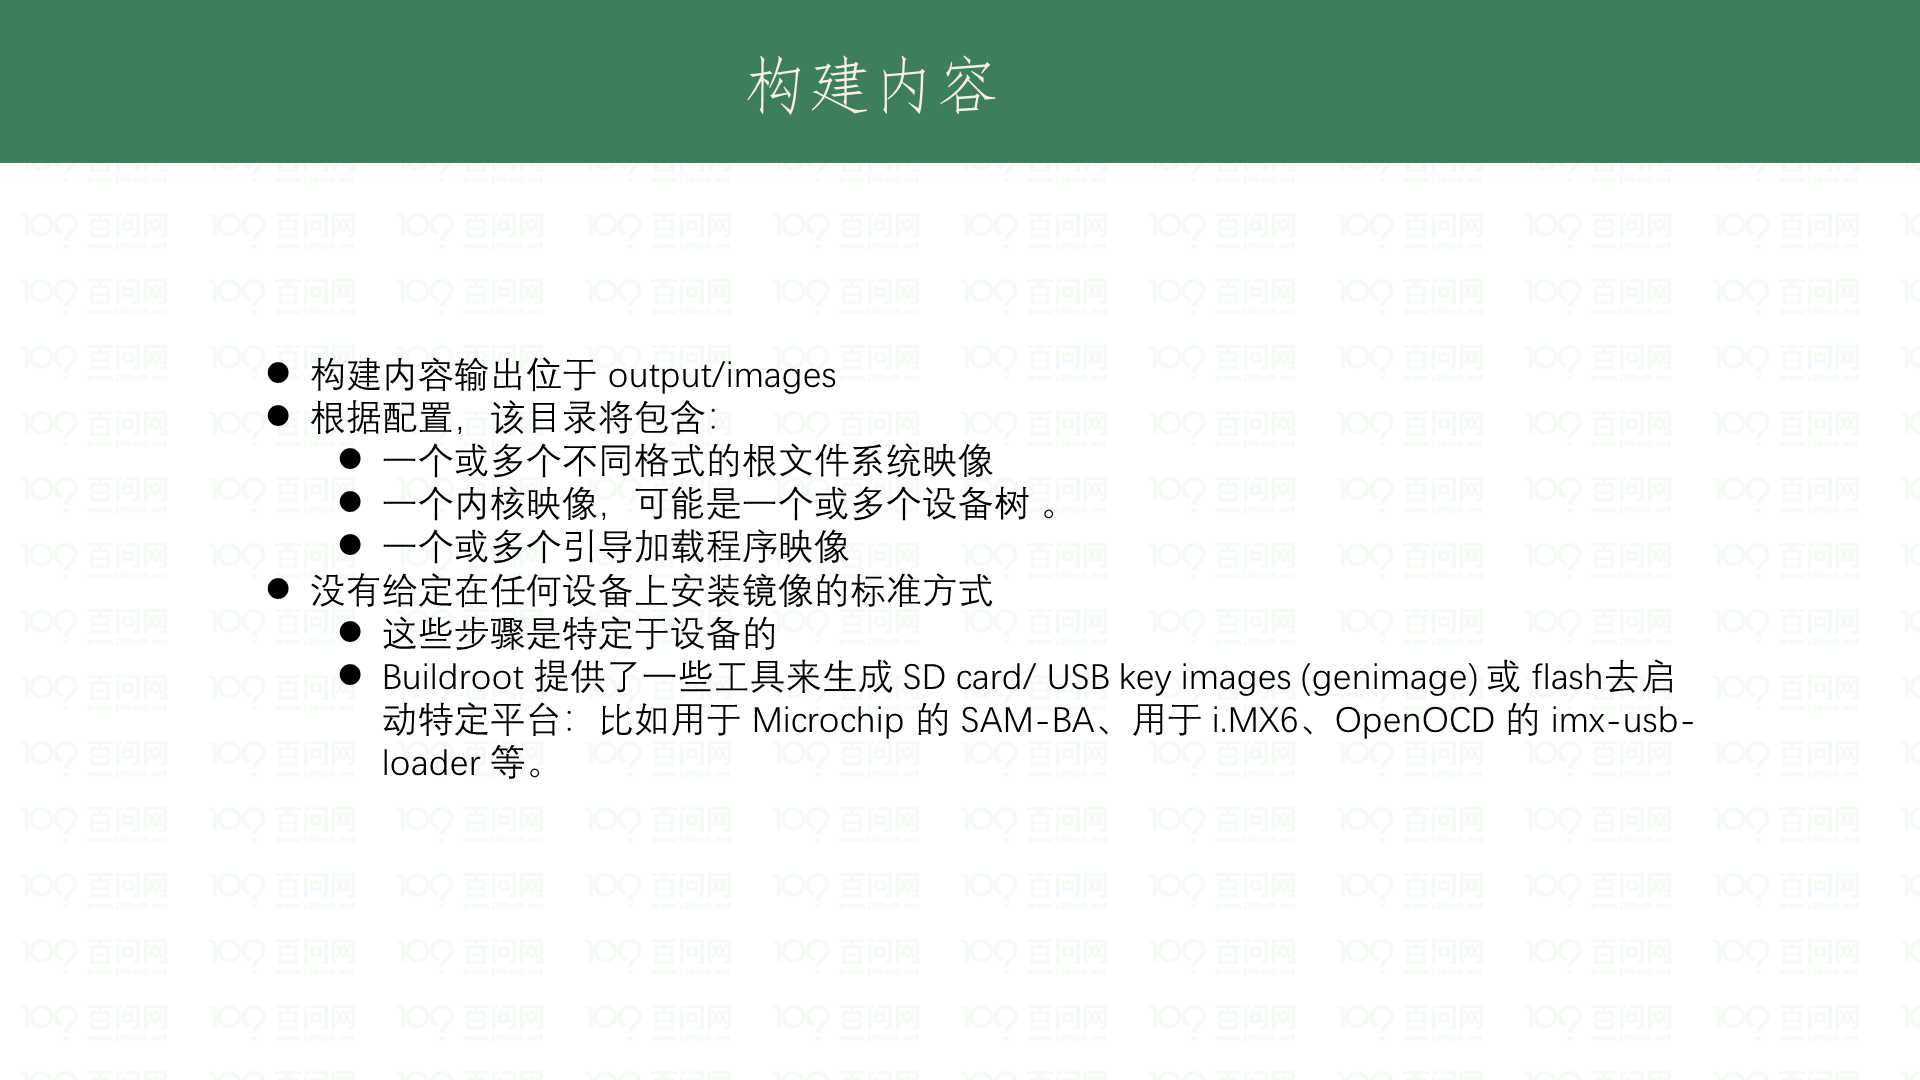 构建内容
● 构建内容输出位于 output/images
● 根据配置，该目录将包含：
● 一个或多个不同格式的根文件系统映像
● 一个内核映像，可能是一个或多个设备树 。
● 一个或多个引导加载程序映像
● 没有给定在任何设备上安装镜像的标准方式
● 这些步骤是特定于设备的
● Buildroot 提供了一些工具来生成 SD card/ USB key images (genimage) 或 flash去启
动特定平台：比如用于 Microchip 的 SAM-BA、用于 i.MX6、OpenOCD 的 imx-usb-
loader 等。
百问网
www.100ask.net